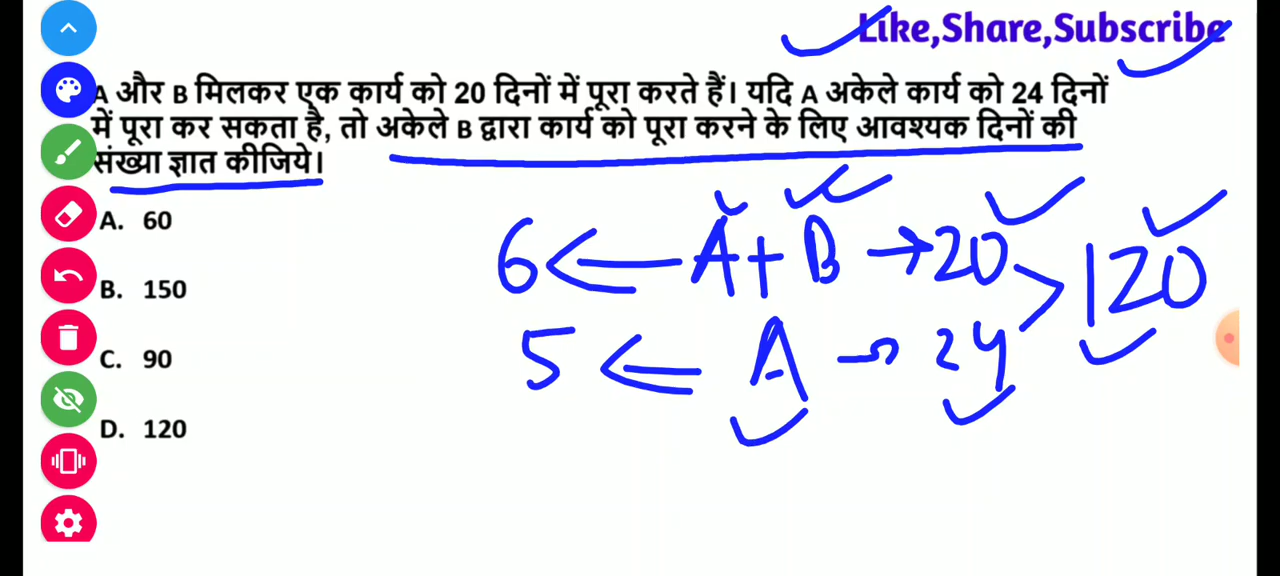 Like,Share,Subscribe
A और B मिलकर एक कार्य को 20 दिनों में पूरा करते हैं। यदि A अकेले कार्य को 24 दिनों
में पूरा कर सकता है, तो अकेले B द्वारा कार्य को पूरा करने के लिए आवश्यक दिनों की
संख्या ज्ञात कीजिये।
A. 60
B. 150
C. 90
D. 120
6 ← A + B → 20
120
5 ← A → 24